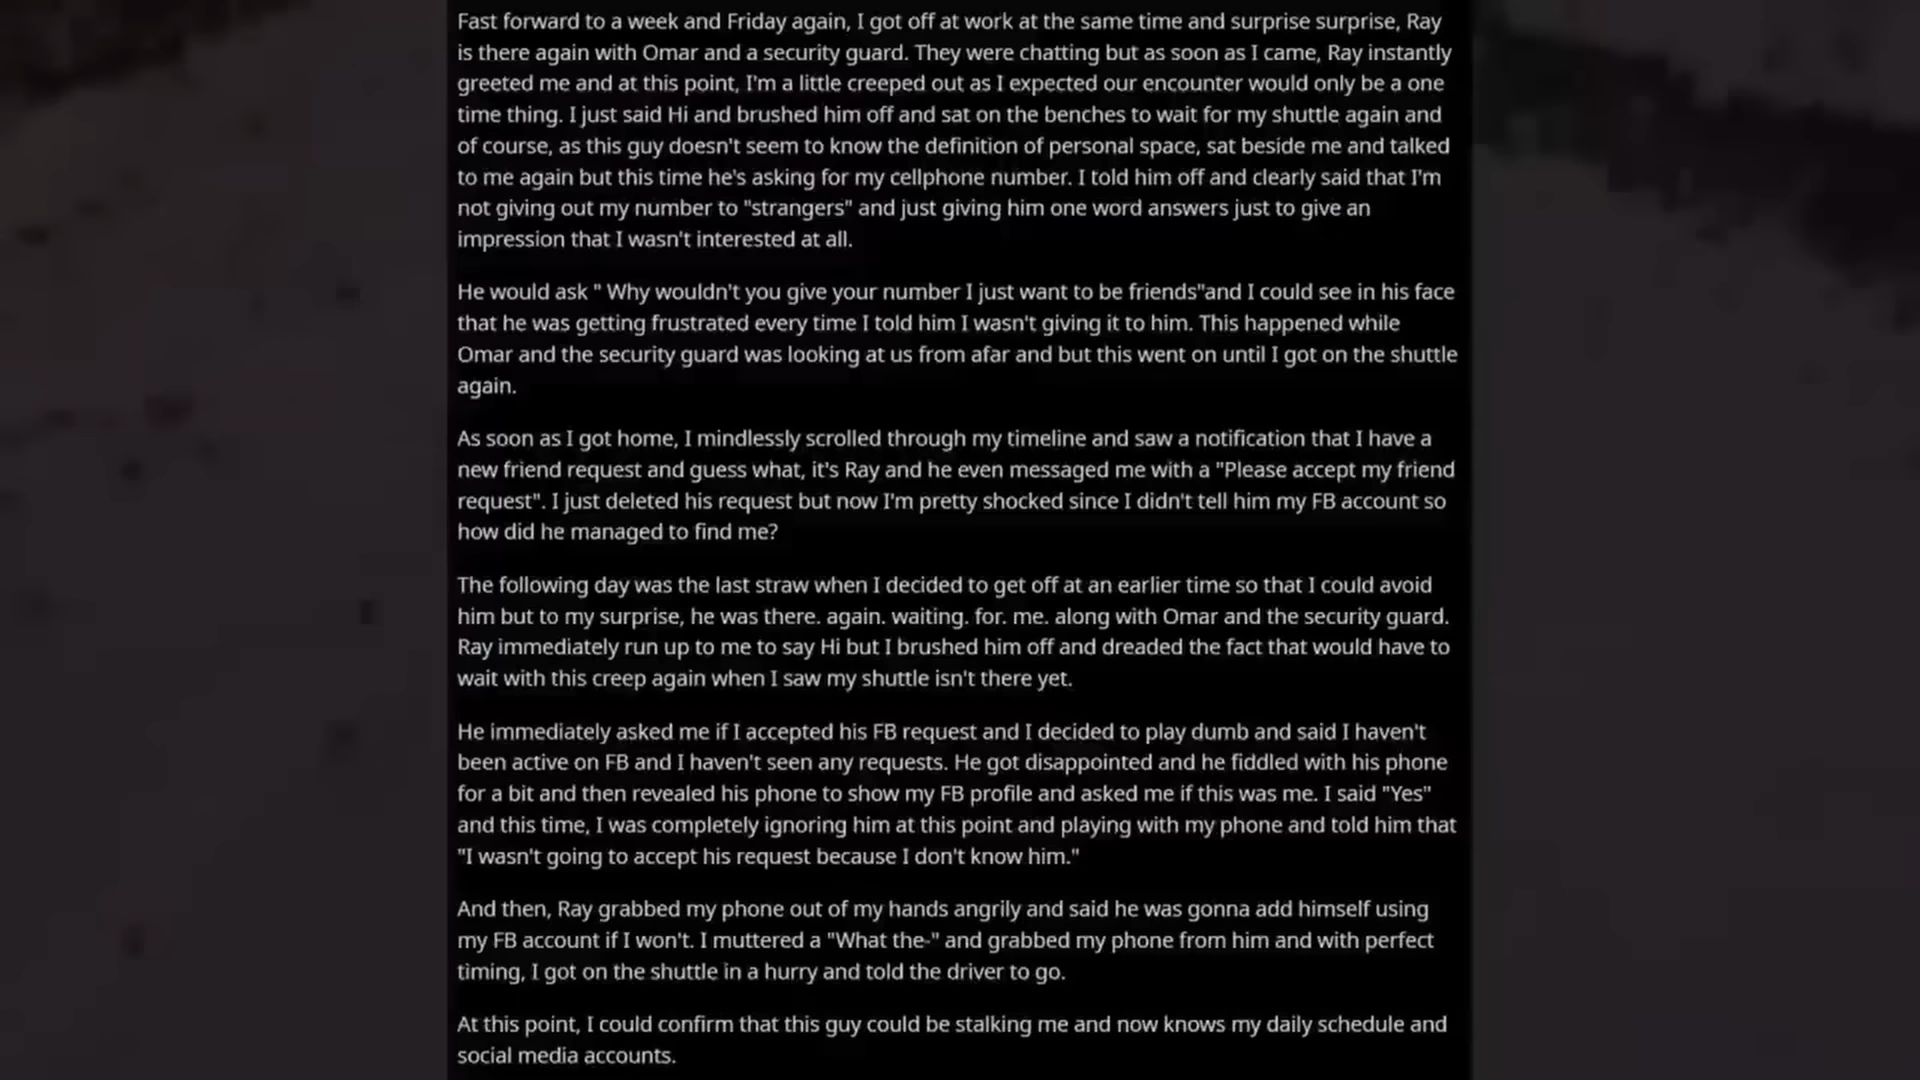 Fast forward to a week and Friday again, I got off at work at the same time and surprise surprise, Ray
is there again with Omar and a security guard. They were chatting but as soon as I came, Ray instantly
greeted me and at this point, I'm a little creeped out as I expected our encounter would only be a one
time thing. I just said Hi and brushed him off and sat on the benches to wait for my shuttle again and
of course, as this guy doesn't seem to know the definition of personal space, sat beside me and talked
to me again but this time he's asking for my cellphone number. I told him off and clearly said that I'm
not giving out my number to "strangers" and just giving him one word answers just to give an
impression that I wasn't interested at all.
He would ask " Why wouldn't you give your number I just want to be friends"and I could see in his face
that he was getting frustrated every time I told him I wasn't giving it to him. This happened while
Omar and the security guard was looking at us from afar and but this went on until I got on the shuttle
again.
As soon as I got home, I mindlessly scrolled through my timeline and saw a notification that I have a
new friend request and guess what, it's Ray and he even messaged me with a "Please accept my friend
request". I just deleted his request but now I'm pretty shocked since I didn't tell him my FB account so
how did he managed to find me?
The following day was the last straw when I decided to get off at an earlier time so that I could avoid
him but to my surprise, he was there. again. waiting. for. me. along with Omar and the security guard.
Ray immediately run up to me to say Hi but I brushed him off and dreaded the fact that would have to
wait with this creep again when I saw my shuttle isn't there yet.
He immediately asked me if I accepted his FB request and I decided to play dumb and said I haven't
been active on FB and I haven't seen any requests. He got disappointed and he fiddled with his phone
for a bit and then revealed his phone to show my FB profile and asked me if this was me. I said "Yes"
and this time, I was completely ignoring him at this point and playing with my phone and told him that
"I wasn't going to accept his request because I don't know him."
And then, Ray grabbed my phone out of my hands angrily and said he was gonna add himself using
my FB account if I won't. I muttered a "What the-" and grabbed my phone from him and with perfect
timing, I got on the shuttle in a hurry and told the driver to go.
At this point, I could confirm that this guy could be stalking me and now knows my daily schedule and
social media accounts.